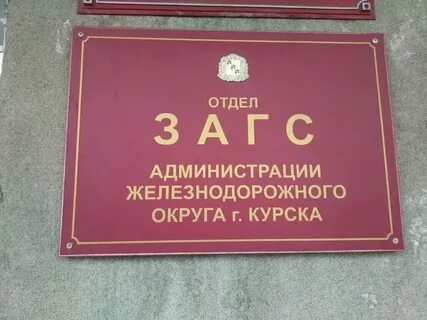 ОТДЕЛ
ЗАГС
АДМИНИСТРАЦИИ
ЖЕЛЕЗНОДОРОЖНОГО
ОКРУГА г. КУРСКА